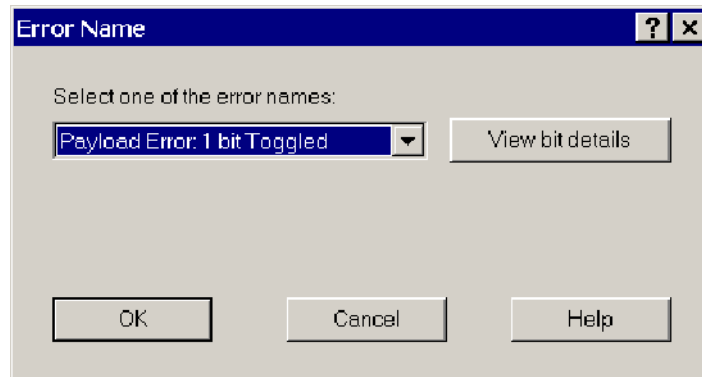 Error Name
? ×
Select one of the error names:
Payload Error: 1 bit Toggled
View bit details
OK
Cancel
Help